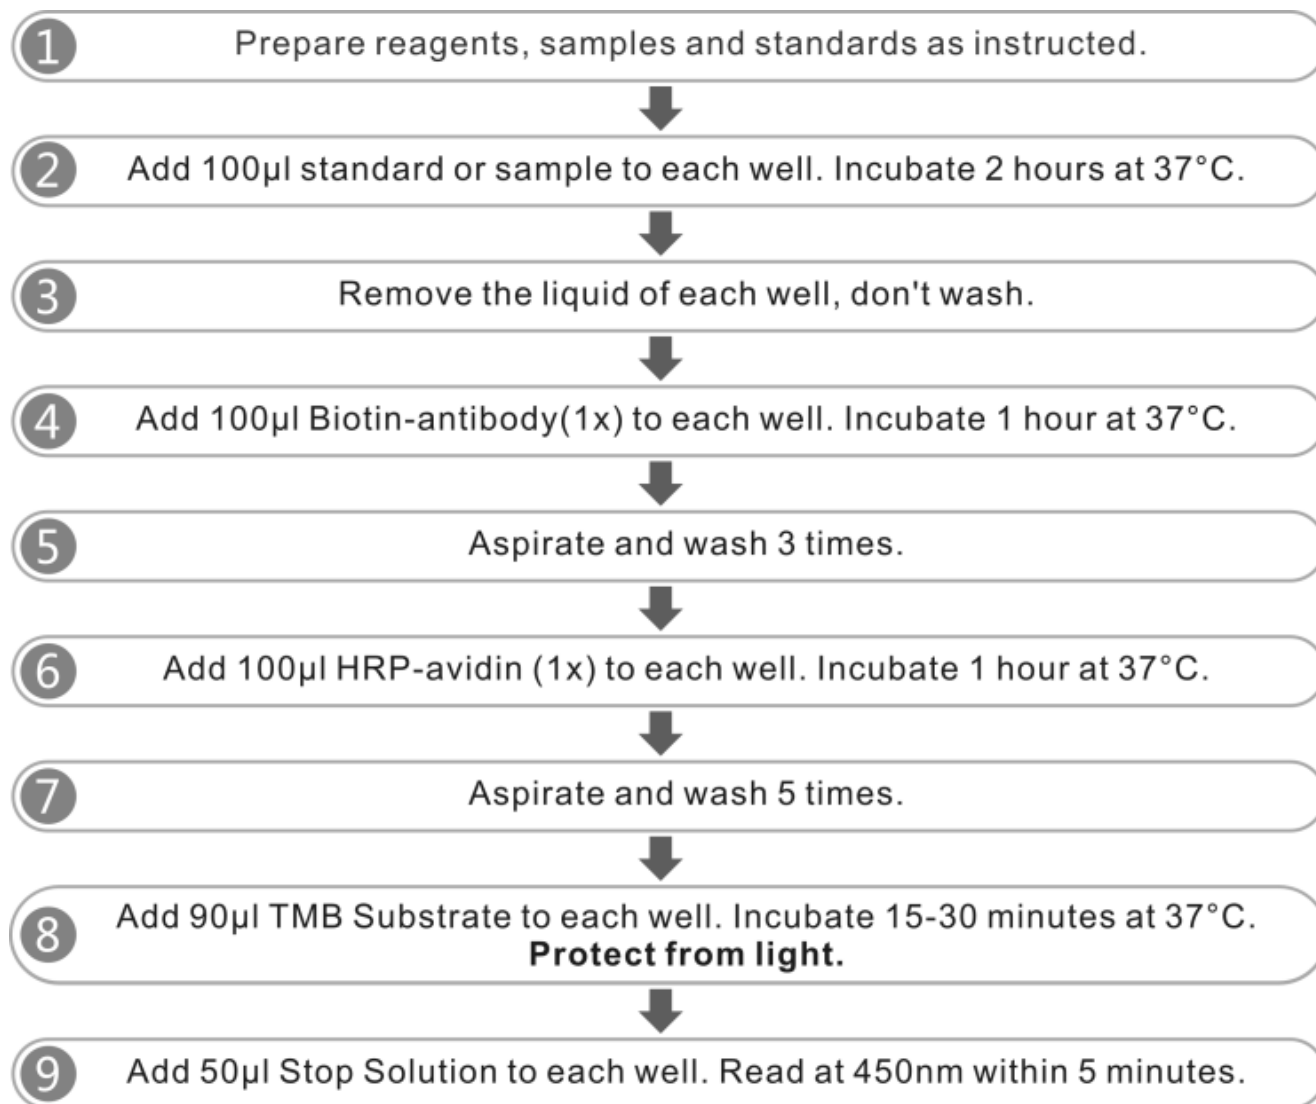 1 Prepare reagents, samples and standards as instructed.
2 Add 100µl standard or sample to each well. Incubate 2 hours at 37°C.
3 Remove the liquid of each well, don't wash.
4 Add 100µl Biotin-antibody(1x) to each well. Incubate 1 hour at 37°C.
5 Aspirate and wash 3 times.
6 Add 100µl HRP-avidin (1x) to each well. Incubate 1 hour at 37°C.
7 Aspirate and wash 5 times.
8 Add 90µl TMB Substrate to each well. Incubate 15-30 minutes at 37°C.
Protect from light.
9 Add 50µl Stop Solution to each well. Read at 450nm within 5 minutes.